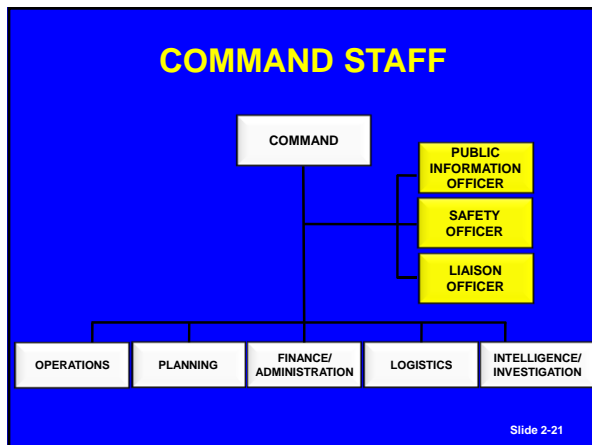 COMMAND STAFF
COMMAND
PUBLIC
INFORMATION
OFFICER
SAFETY
OFFICER
LIAISON
OFFICER
OPERATIONS
PLANNING
FINANCE/
ADMINISTRATION
LOGISTICS
INTELLIGENCE/
INVESTIGATION
Slide 2-21